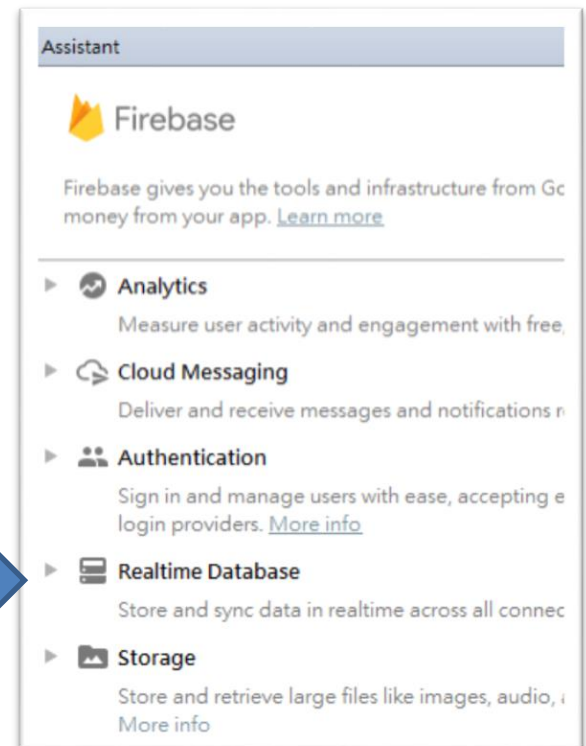 Assistant
Firebase
Firebase gives you the tools and infrastructure from
money from your app. Learn more
Analytics
Measure user activity and engagement with free,
Cloud Messaging
Deliver and receive messages and notifications
Authentication
Sign in and manage users with ease, accepting
login providers. More info
Realtime Database
Store and sync data in realtime across all
Storage
Store and retrieve large files like images, audio,
More info